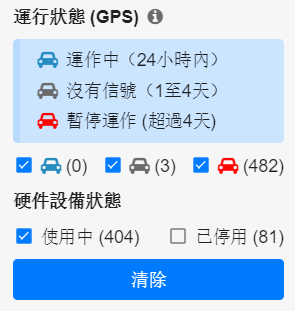 運行狀態 (GPS)
運作中（24小時內）
沒有信號（1至4天）
暫停運作 (超過4天)
(0) (3) (482)
硬件設備狀態
使用中 (404) 已停用 (81)
清除